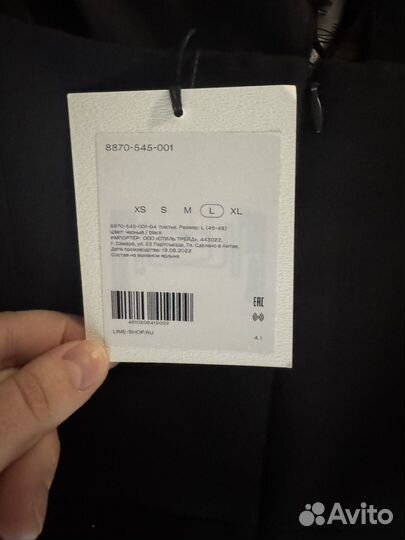 8870-545-001
XS S M L XL
8870-545-001-04 платье. Размер: L (46-48)
Цвет: черный / black
ИМПОРТЕР: ООО «СТИЛЬ ТРЕЙД», 443022,
г. Самара, ул. 22 Партсъезда, 7а. Сделано в Китае.
Дата производства: 19.08.2022
Состав на вшивном ярлыке
EAC
LIME-SHOP.RU
4.1
Avito